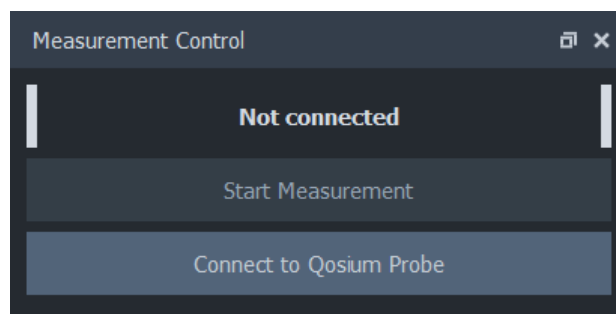 Measurement Control
Not connected
Start Measurement
Connect to Qosium Probe